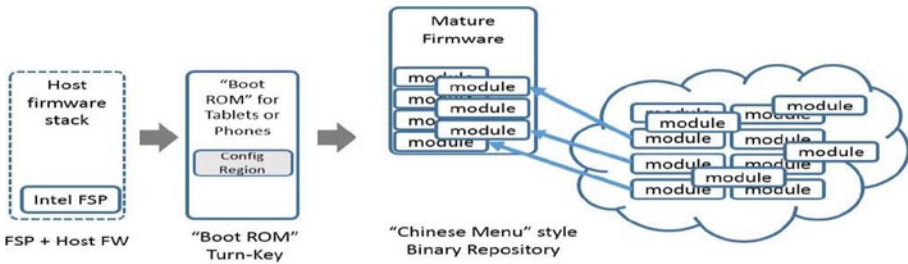 Host
firmware
stack
Intel FSP
FSP + Host FW
"Boot
ROM" for
Tablets or
Phones
Config
Region
"Boot ROM"
Turn-Key
Mature
Firmware
module
module
module
module
module
module
module
"Chinese Menu" style
Binary Repository
module
module
module
module
module
module
module
module
module
module
module
module